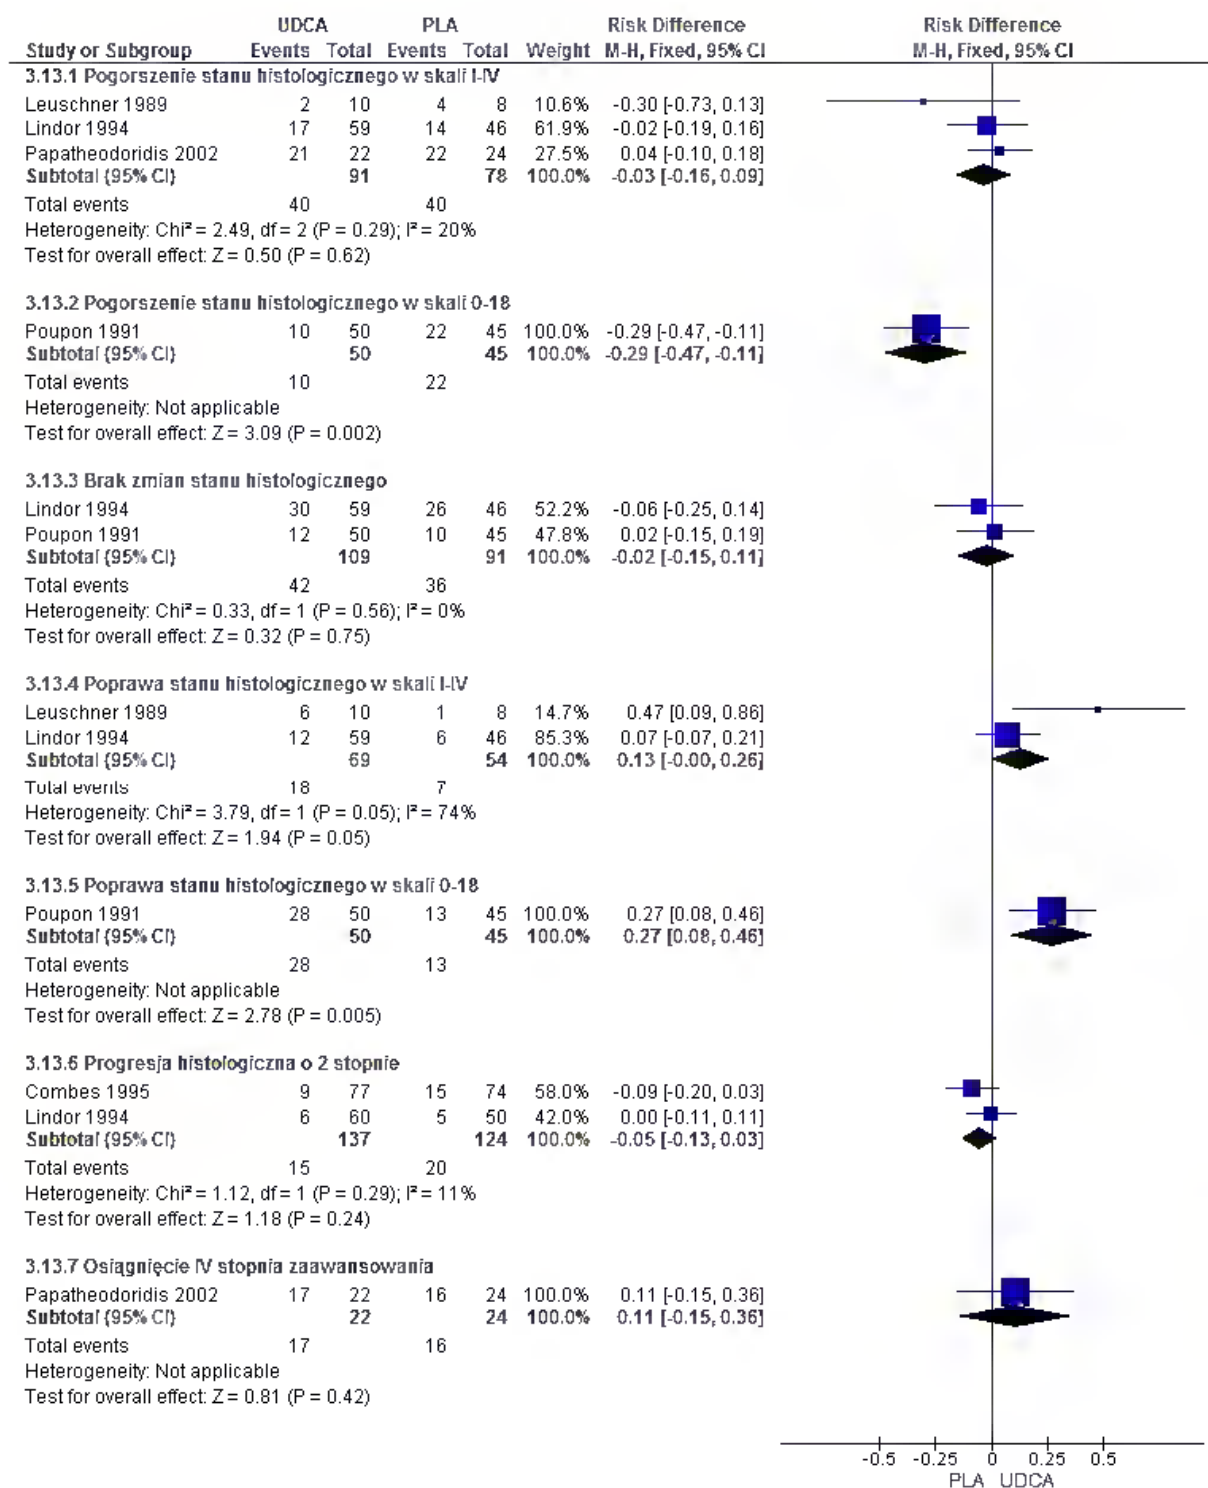 UDCA PLA Risk Difference Risk Difference
Study or Subgroup Events Total Events Total Weight M-H, Fixed, 95% CI M-H, Fixed, 95% CI
3.13.1 Pogorszenie stanu histologicznego w skali I-IV
Leuschner 1989 2 10 4 8 10.6% -0.30 [-0.73, 0.13]
Lindor 1994 17 59 14 46 61.9% -0.02 [-0.19, 0.16]
Papatheodoridis 2002 21 22 22 24 27.5% 0.04 [-0.10, 0.18]
Subtotal (95% CI) 91 78 100.0% -0.03 [-0.16, 0.09]
Total events 40 40
Heterogeneity: Chi² = 2.49, df = 2 (P = 0.29); I² = 20%
Test for overall effect: Z = 0.50 (P = 0.62)
3.13.2 Pogorszenie stanu histologicznego w skali 0-18
Poupon 1991 10 50 22 45 100.0% -0.29 [-0.47, -0.11]
Subtotal (95% CI) 50 45 100.0% -0.29 [-0.47, -0.11]
Total events 10 22
Heterogeneity: Not applicable
Test for overall effect: Z = 3.09 (P = 0.002)
3.13.3 Brak zmian stanu histologicznego
Lindor 1994 30 59 26 46 52.2% -0.06 [-0.25, 0.14]
Poupon 1991 12 50 10 45 47.8% 0.02 [-0.15, 0.19]
Subtotal (95% CI) 109 91 100.0% -0.02 [-0.15, 0.11]
Total events 42 36
Heterogeneity: Chi² = 0.33, df = 1 (P = 0.56); I² = 0%
Test for overall effect: Z = 0.32 (P = 0.75)
3.13.4 Poprawa stanu histologicznego w skali I-IV
Leuschner 1989 6 10 1 8 14.7% 0.47 [0.09, 0.86]
Lindor 1994 12 59 6 46 85.3% 0.07 [-0.07, 0.21]
Subtotal (95% CI) 69 54 100.0% 0.13 [-0.00, 0.26]
Total events 18 7
Heterogeneity: Chi² = 3.79, df = 1 (P = 0.05); I² = 74%
Test for overall effect: Z = 1.94 (P = 0.05)
3.13.5 Poprawa stanu histologicznego w skali 0-18
Poupon 1991 28 50 13 45 100.0% 0.27 [0.08, 0.46]
Subtotal (95% CI) 50 45 100.0% 0.27 [0.08, 0.46]
Total events 28 13
Heterogeneity: Not applicable
Test for overall effect: Z = 2.78 (P = 0.005)
3.13.6 Progresja histologiczna o 2 stopnie
Combes 1995 9 77 15 74 58.0% -0.09 [-0.20, 0.03]
Lindor 1994 6 60 5 50 42.0% 0.00 [-0.11, 0.11]
Subtotal (95% CI) 137 124 100.0% -0.05 [-0.13, 0.03]
Total events 15 20
Heterogeneity: Chi² = 1.12, df = 1 (P = 0.29); I² = 11%
Test for overall effect: Z = 1.18 (P = 0.24)
3.13.7 Osiągnięcie IV stopnia zaawansowania
Papatheodoridis 2002 17 22 16 24 100.0% 0.11 [-0.15, 0.36]
Subtotal (95% CI) 22 24 100.0% 0.11 [-0.15, 0.36]
Total events 17 16
Heterogeneity: Not applicable
Test for overall effect: Z = 0.81 (P = 0.42)
-0.5 -0.25 0 0.25 0.5
PLA UDCA